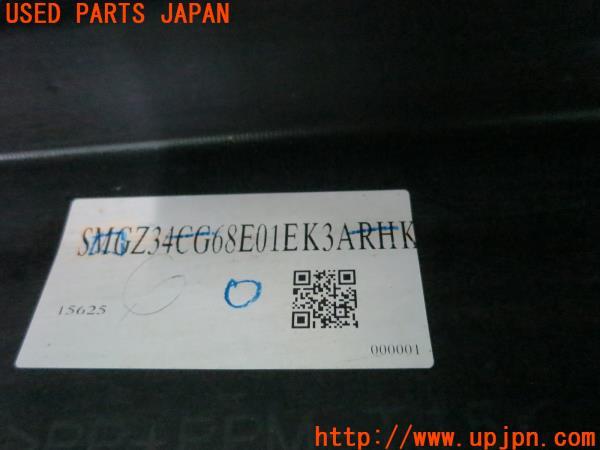 USED PARTS JAPAN
SMGZ34CG68E01EK3ARHK
15625
000001
http://www.upjpn.com